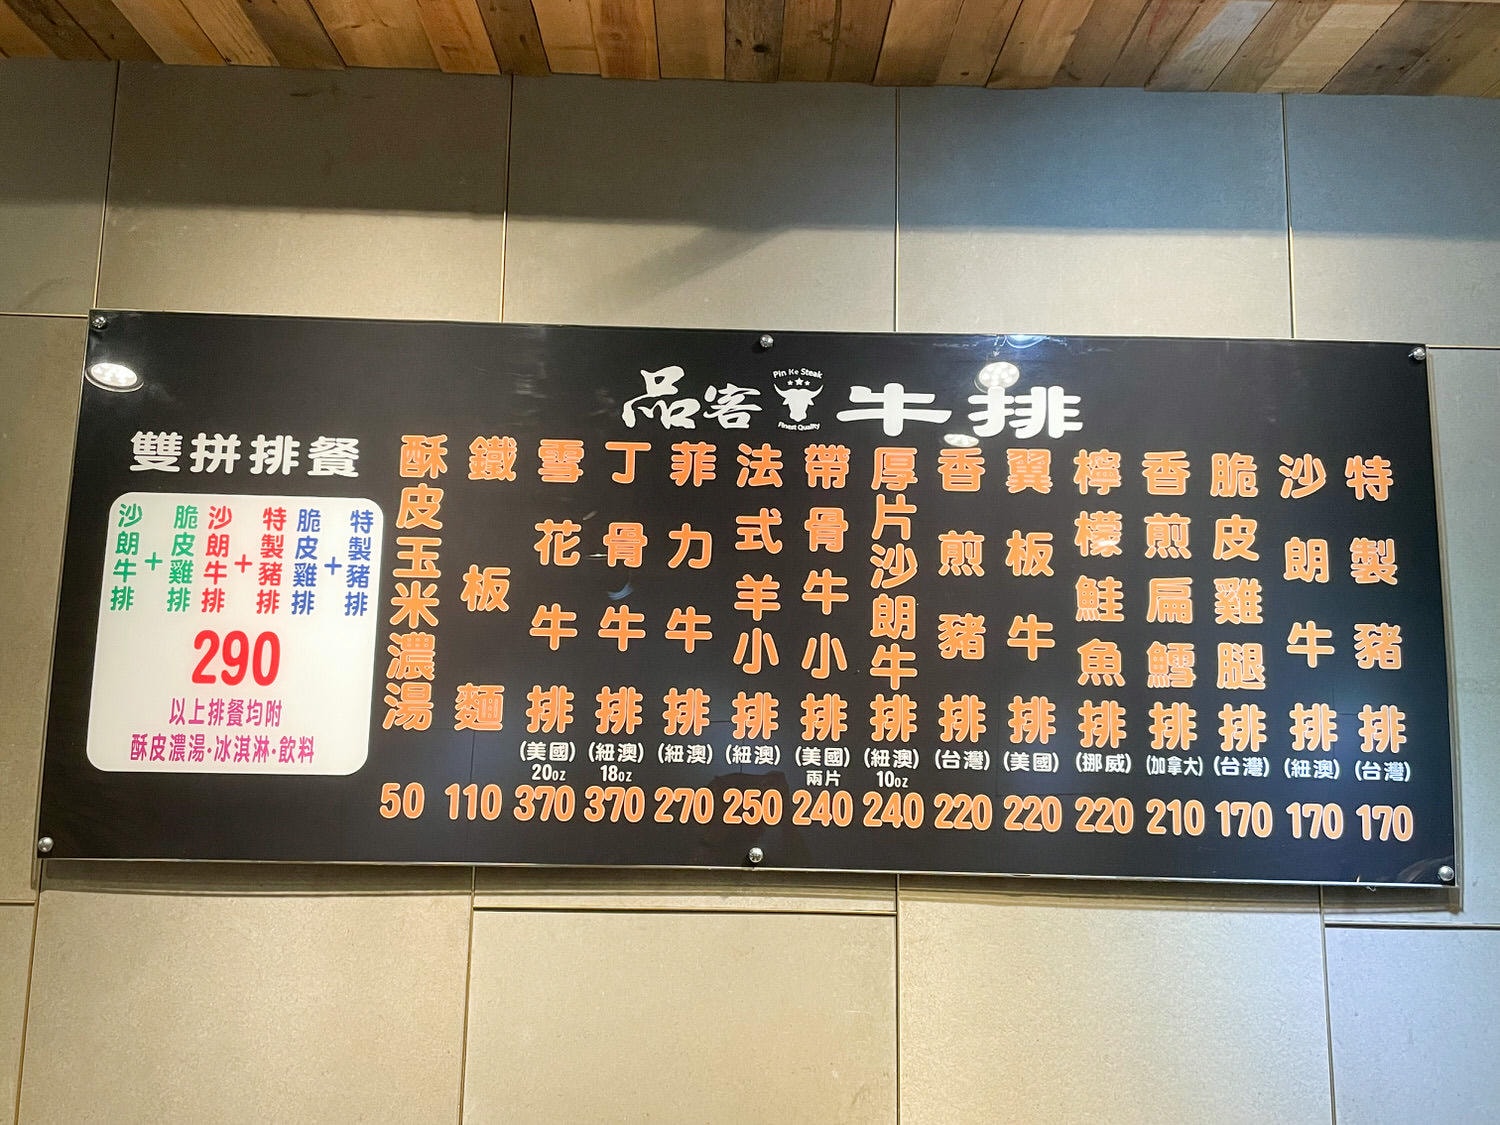 品客 牛排
Pin Ke Steak
Finest Quality
特製豬排
(台灣)
170
沙朗牛排
(紐澳)
170
脆皮雞腿排
(台灣)
170
香煎扁鱈排
(加拿大)
210
檸檬鮭魚排
(挪威)
220
翼板牛排
(美國)
220
香煎豬排
(台灣)
220
厚片沙朗牛排
(紐澳)
10oz
240
帶骨牛小排
(美國)
兩片
240
法式羊小排
(紐澳)
250
菲力牛排
(紐澳)
270
丁骨牛排
(紐澳)
18oz
370
雪花牛排
(美國)
20oz
370
鐵板麵
110
酥皮玉米濃湯
50
雙拼排餐
特製豬排
+
脆皮雞排
特製豬排
+
沙朗牛排
脆皮雞排
+
沙朗牛排
290
以上排餐均附
酥皮濃湯·冰淇淋·飲料